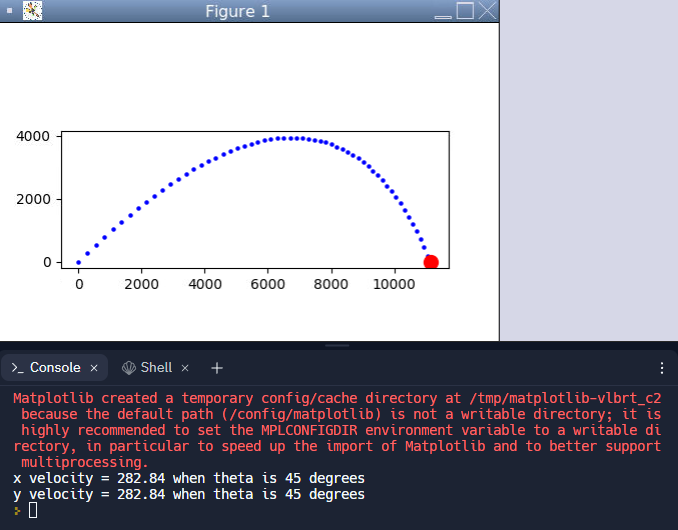 Figure 1
4000
2000
0
0 2000 4000 6000 8000 10000
Console × Shell × +
Matplotlib created a temporary config/cache directory at /tmp/matplotlib-vlbrt_c2
because the default path (/config/matplotlib) is not a writable directory; it is
highly recommended to set the MPLCONFIGDIR environment variable to a writable di
rectory, in particular to speed up the import of Matplotlib and to better support
multiprocessing.
x velocity = 282.84 when theta is 45 degrees
y velocity = 282.84 when theta is 45 degrees